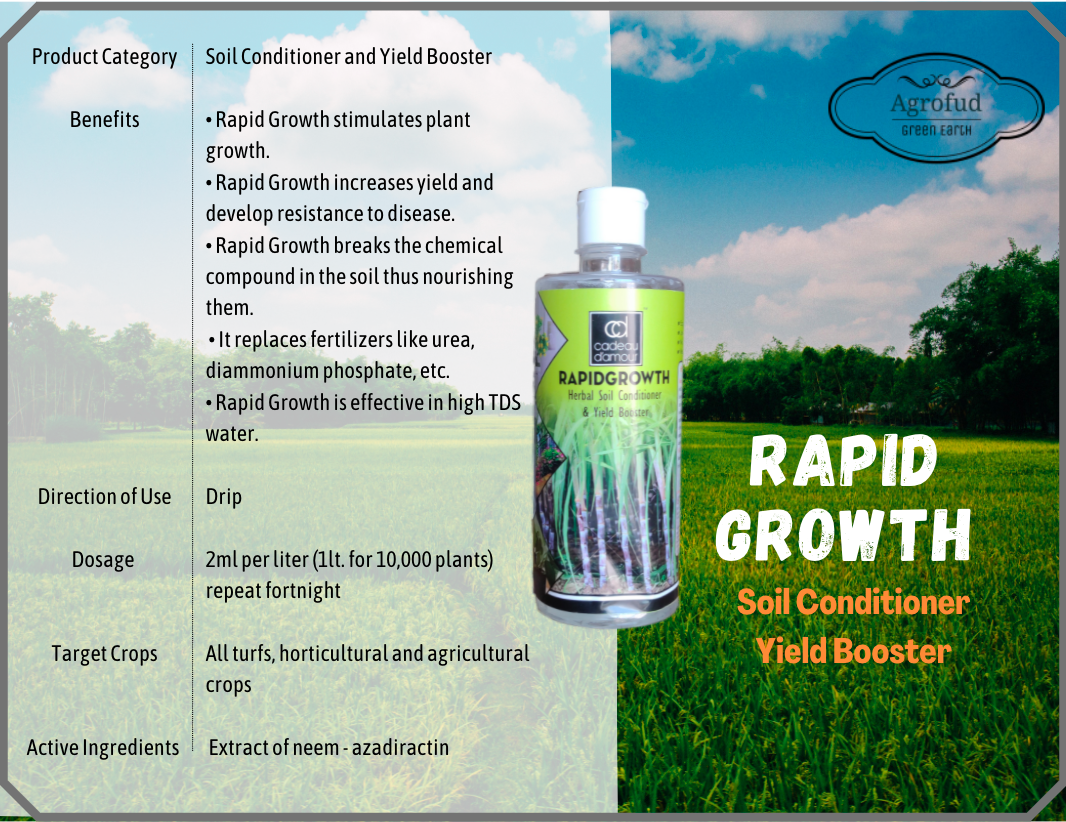 Product Category
Soil Conditioner and Yield Booster
Benefits
• Rapid Growth stimulates plant
growth.
• Rapid Growth increases yield and
develop resistance to disease.
• Rapid Growth breaks the chemical
compound in the soil thus nourishing
them.
• It replaces fertilizers like urea,
diammonium phosphate, etc.
• Rapid Growth is effective in high TDS
water.
Direction of Use
Drip
Dosage
2ml per liter (1lt. for 10,000 plants)
repeat fortnight
Target Crops
All turfs, horticultural and agricultural
crops
Active Ingredients
Extract of neem - azadiractin
cd
cadeau
d'amour
RAPIDGROWTH
Herbal Soil Conditioner
& Yield Booster
Agrofud
Green Earth
RAPID
GROWTH
Soil Conditioner
Yield Booster